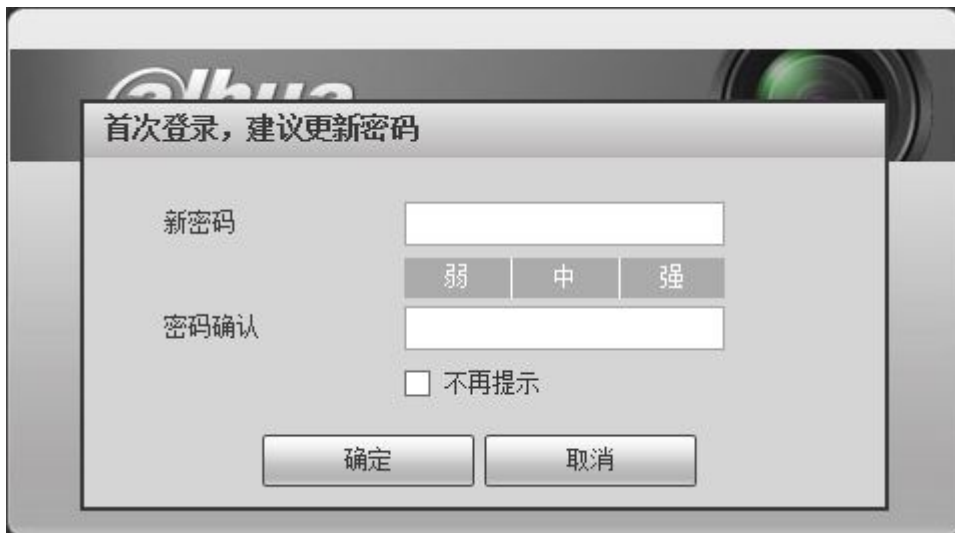 alhua
首次登录，建议更新密码
新密码
弱 中 强
密码确认
不再提示
确定 取消